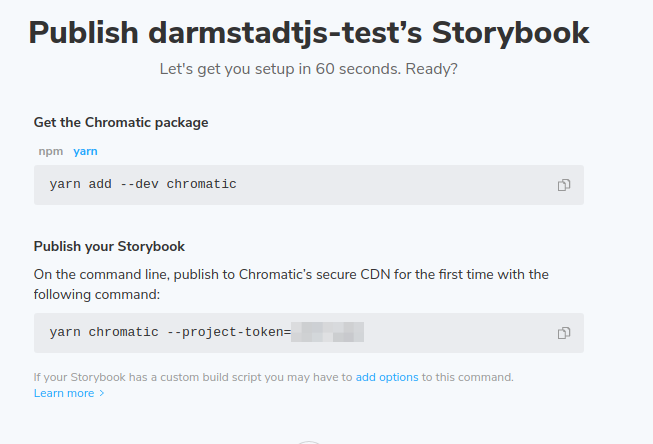 Publish darmstadtjs-test’s Storybook
Let's get you setup in 60 seconds. Ready?
Get the Chromatic package
npm yarn
yarn add --dev chromatic
Publish your Storybook
On the command line, publish to Chromatic’s secure CDN for the first time with the
following command:
yarn chromatic --project-token=
If your Storybook has a custom build script you may have to add options to this command.
Learn more